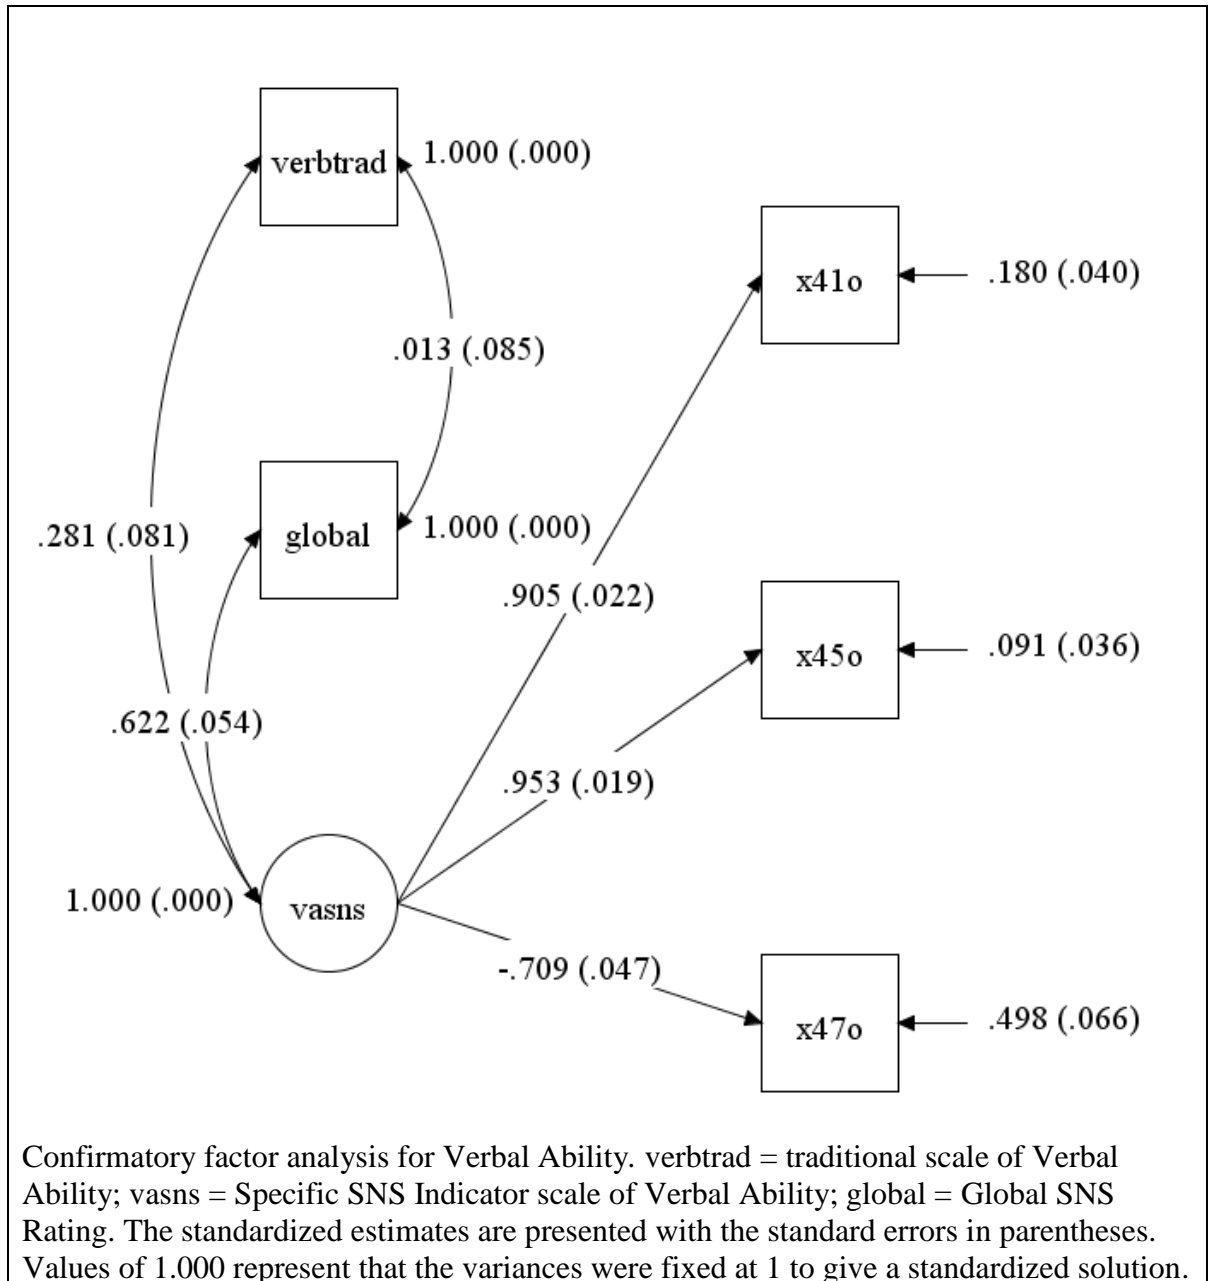 verbtrad
1.000 (.000)
x41o
.180 (.040)
.013 (.085)
.281 (.081)
global
1.000 (.000)
.905 (.022)
x45o
.091 (.036)
.622 (.054)
.953 (.019)
1.000 (.000)
vasns
-.709 (.047)
x47o
.498 (.066)
Confirmatory factor analysis for Verbal Ability. verbtrad = traditional scale of Verbal
Ability; vasns = Specific SNS Indicator scale of Verbal Ability; global = Global SNS
Rating. The standardized estimates are presented with the standard errors in parentheses.
Values of 1.000 represent that the variances were fixed at 1 to give a standardized solution.